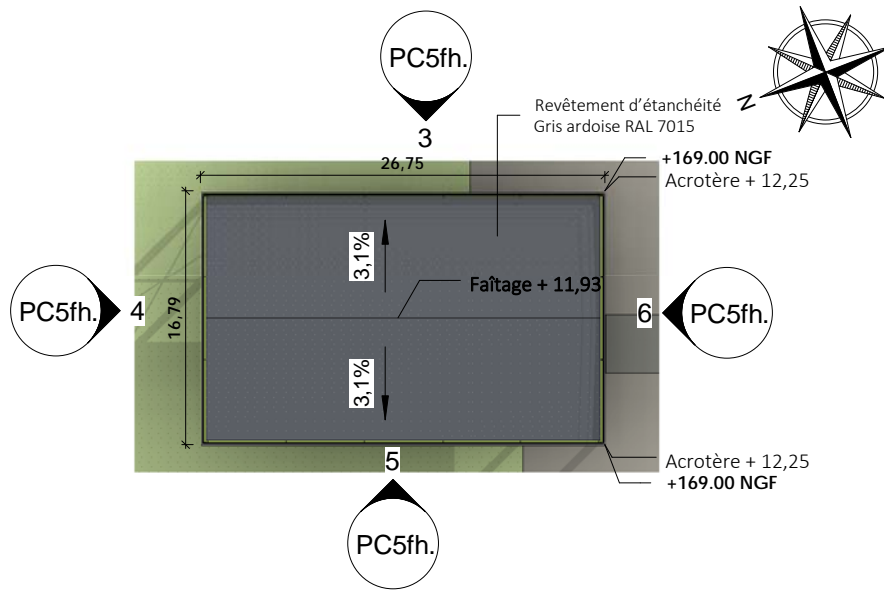 PC5fh.
3
N
Revêtement d'étanchéité
Gris ardoise RAL 7015
+169.00 NGF
Acrotère + 12,25
26,75
3,1%
Faîtage + 11,93
PC5fh.
4
16,79
6
PC5fh.
3,1%
5
Acrotère + 12,25
+169.00 NGF
PC5fh.